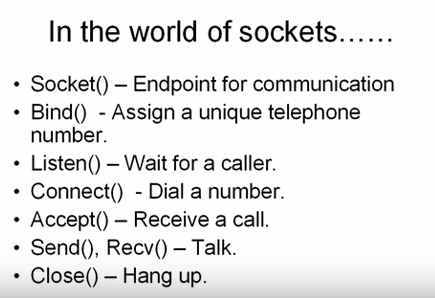 In the world of sockets……
• Socket() – Endpoint for communication
• Bind()  - Assign a unique telephone
number.
• Listen() – Wait for a caller.
• Connect()  - Dial a number.
• Accept() – Receive a call.
• Send(), Recv() – Talk.
• Close() – Hang up.